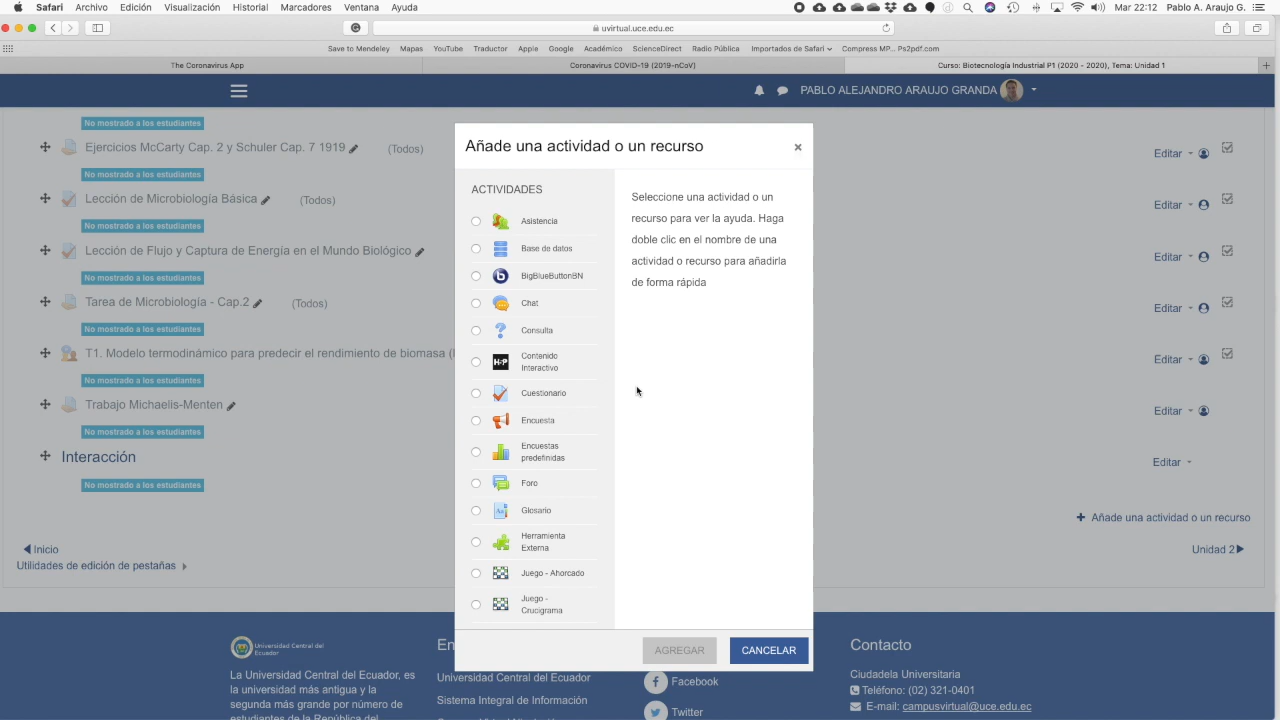 Safari Archivo Edición Visualización Historial Marcadores Ventana Ayuda
Mar 22:12 Pablo A. Araujo G.
uvirtual.uce.edu.ec
Save to Mendeley Mapas YouTube Traductor Apple Google Académico ScienceDirect Radio Pública Importados de Safari Compress MP... Ps2pdf.com
The Coronavirus App
Coronavirus COVID-19 (2019-nCoV)
Curso: Biotecnología Industrial P1 (2020 - 2020), Tema: Unidad 1
PABLO ALEJANDRO ARAUJO GRANDA
No mostrado a los estudiantes
Ejercicios McCarty Cap. 2 y Schuler Cap. 7 1919 (Todos)
Editar
No mostrado a los estudiantes
Lección de Microbiología Básica (Todos)
Editar
No mostrado a los estudiantes
Lección de Flujo y Captura de Energía en el Mundo Biológico
Editar
No mostrado a los estudiantes
Tarea de Microbiología - Cap.2 (Todos)
Editar
No mostrado a los estudiantes
T1. Modelo termodinámico para predecir el rendimiento de biomasa
Editar
No mostrado a los estudiantes
Trabajo Michaelis-Menten
Editar
No mostrado a los estudiantes
Interacción
Editar
No mostrado a los estudiantes
+ Añade una actividad o un recurso
Inicio
Unidad 2
Utilidades de edición de pestañas
Añade una actividad o un recurso
×
ACTIVIDADES
Asistencia
Base de datos
BigBlueButtonBN
Chat
Consulta
H-P
Contenido
Interactivo
Cuestionario
Encuesta
Encuestas
predefinidas
Foro
Glosario
Herramienta
Externa
Juego - Ahorcado
Juego -
Crucigrama
Seleccione una actividad o un
recurso para ver la ayuda. Haga
doble clic en el nombre de una
actividad o recurso para añadirla
de forma rápida
AGREGAR
CANCELAR
Universidad Central del
Ecuador
La Universidad Central del Ecuador, es
la universidad más antigua y la
segunda más grande por número de
estudiantes de la República del
En
Universidad Central del Ecuador
Sistema Integral de Información
Facebook
Twitter
Contacto
Ciudadela Universitaria
Teléfono: (02) 321-0401
E-mail: campusvirtual@uce.edu.ec